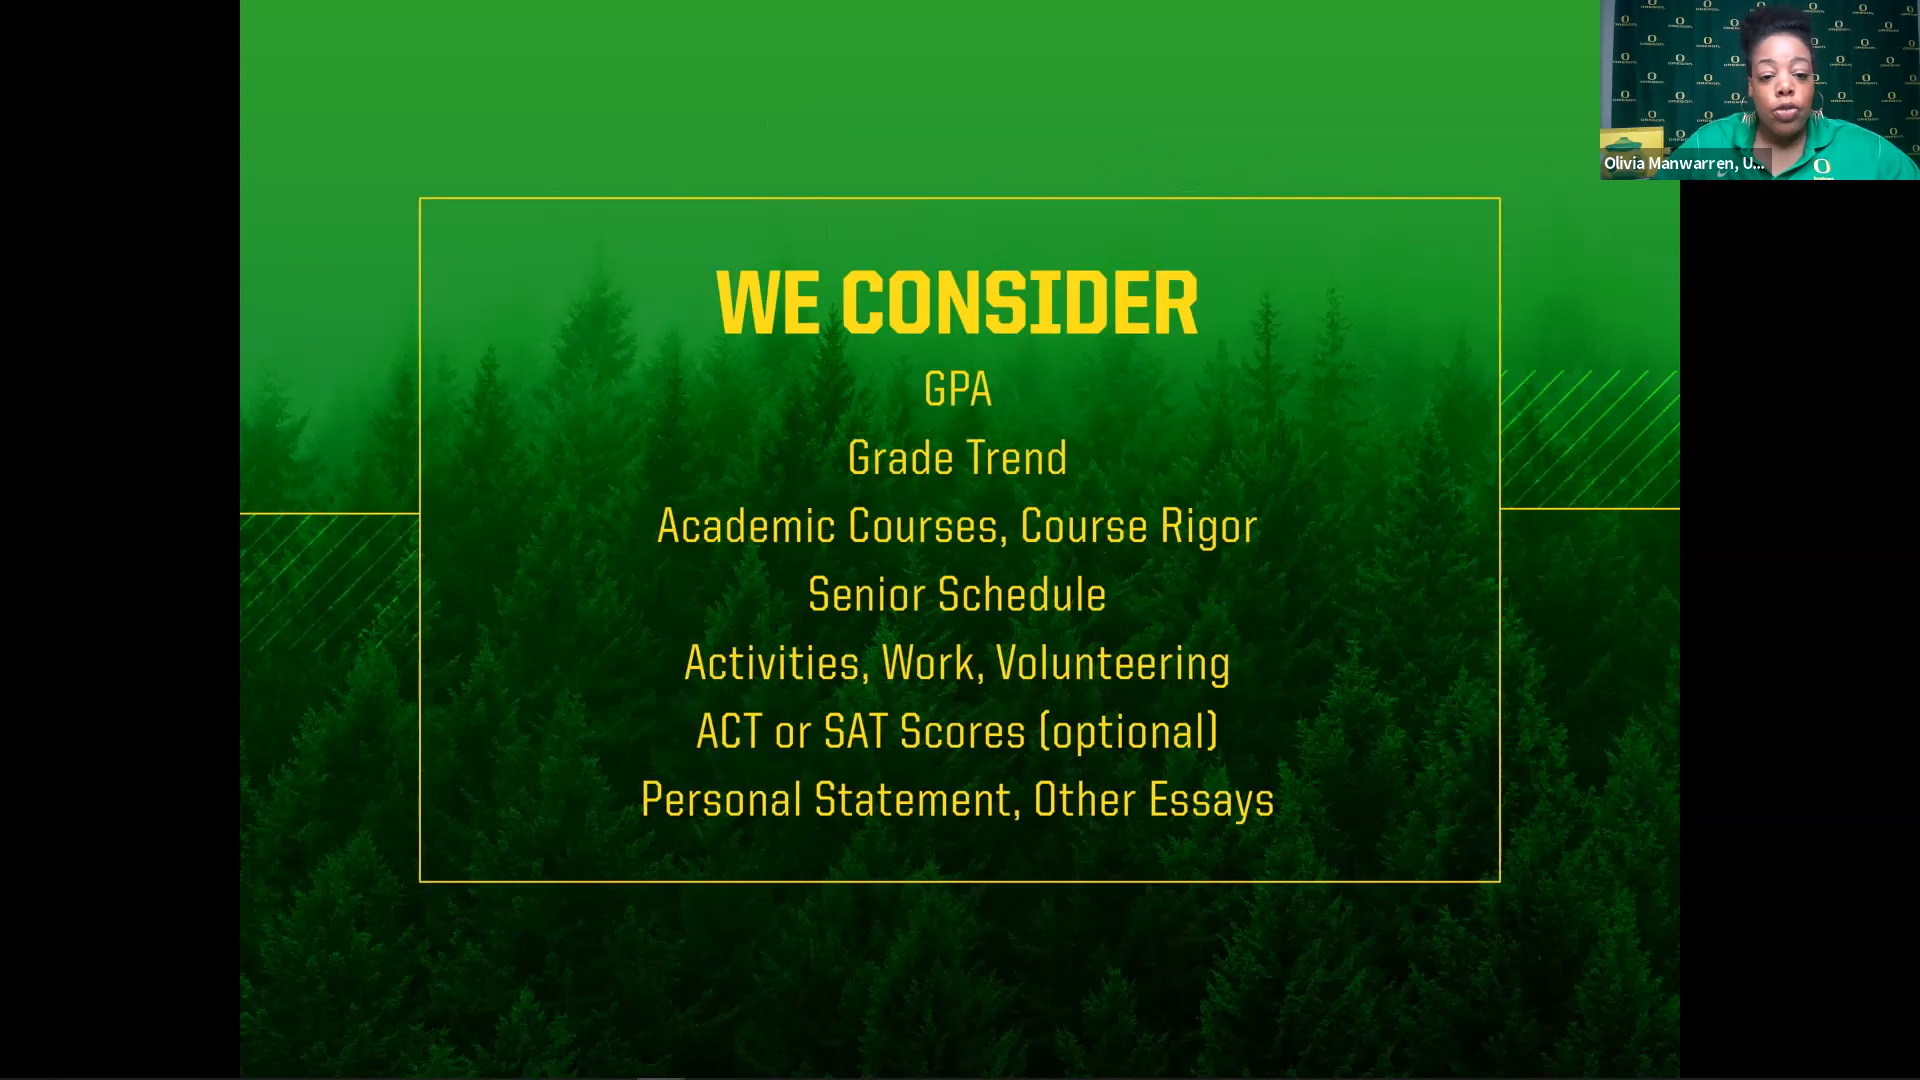 WE CONSIDER
GPA
Grade Trend
Academic Courses, Course Rigor
Senior Schedule
Activities, Work, Volunteering
ACT or SAT Scores (optional)
Personal Statement, Other Essays
Olivia Manwarren, U...
O
OREGON